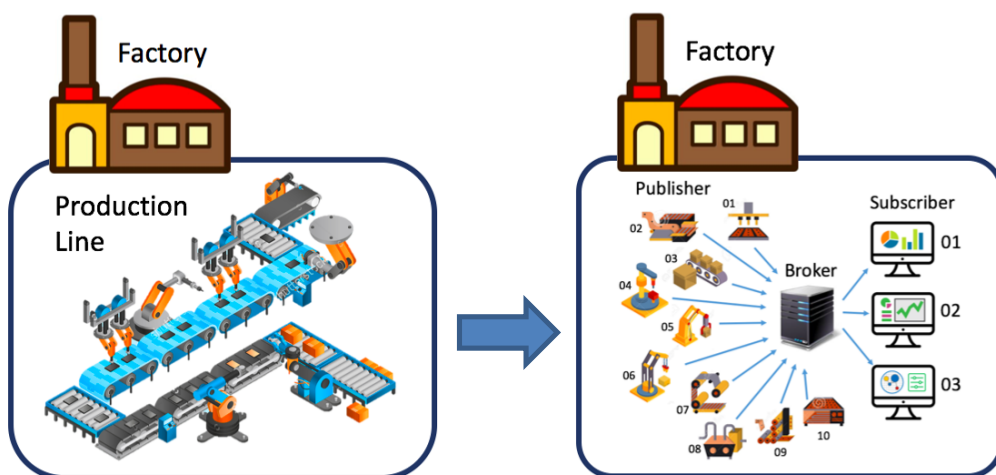 Factory
Production
Line
Factory
Publisher
Subscriber
Broker
01
02
03
04
05
06
07
08
09
10
01
02
03